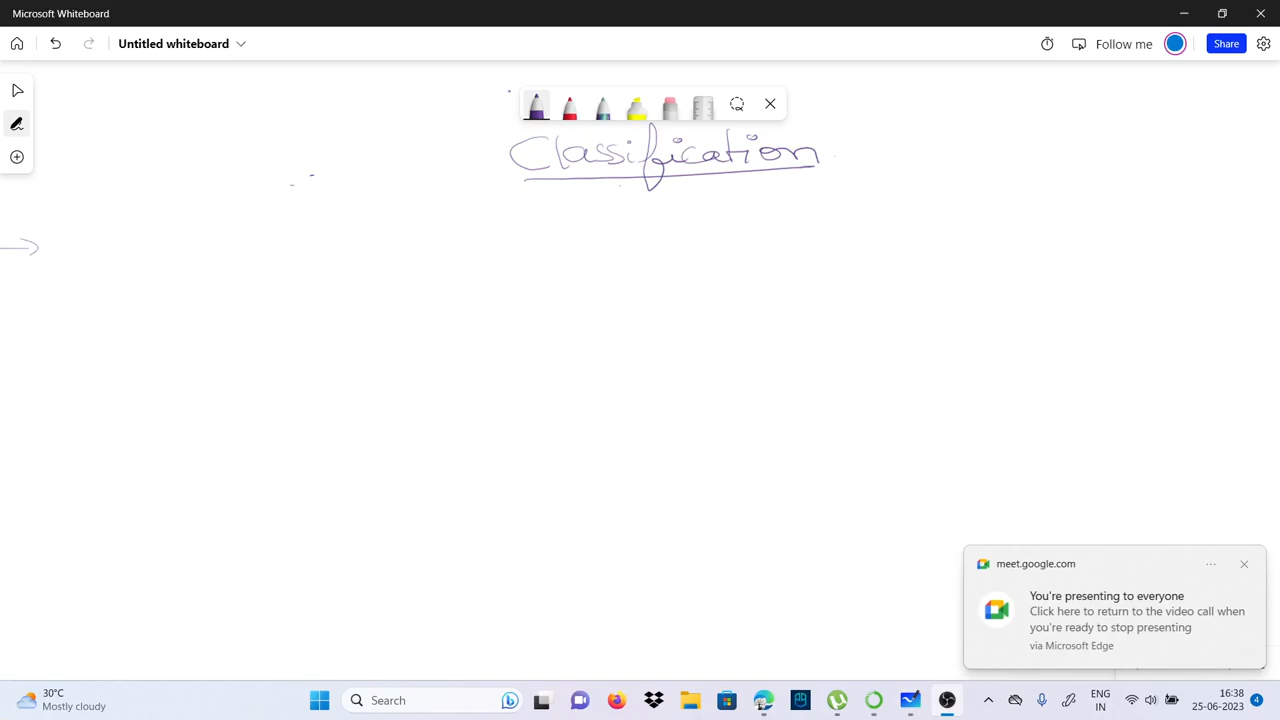 Microsoft Whiteboard
Untitled whiteboard
Follow me
Share
Classification
meet.google.com
You're presenting to everyone
Click here to return to the video call when
you're ready to stop presenting
via Microsoft Edge
30°C
Mostly cloudy
Search
ENG
IN
16:38
25-06-2023
4